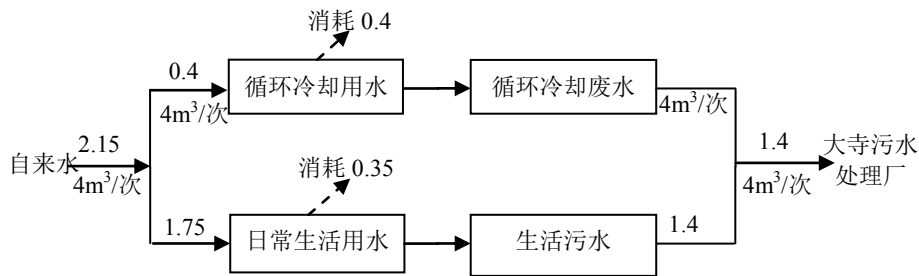 消耗 0.4
0.4
循环冷却用水
循环冷却废水
4m³/次
4m³/次
自来水
2.15
4m³/次
消耗 0.35
1.4
4m³/次
大寺污水
处理厂
1.75
日常生活用水
生活污水
1.4